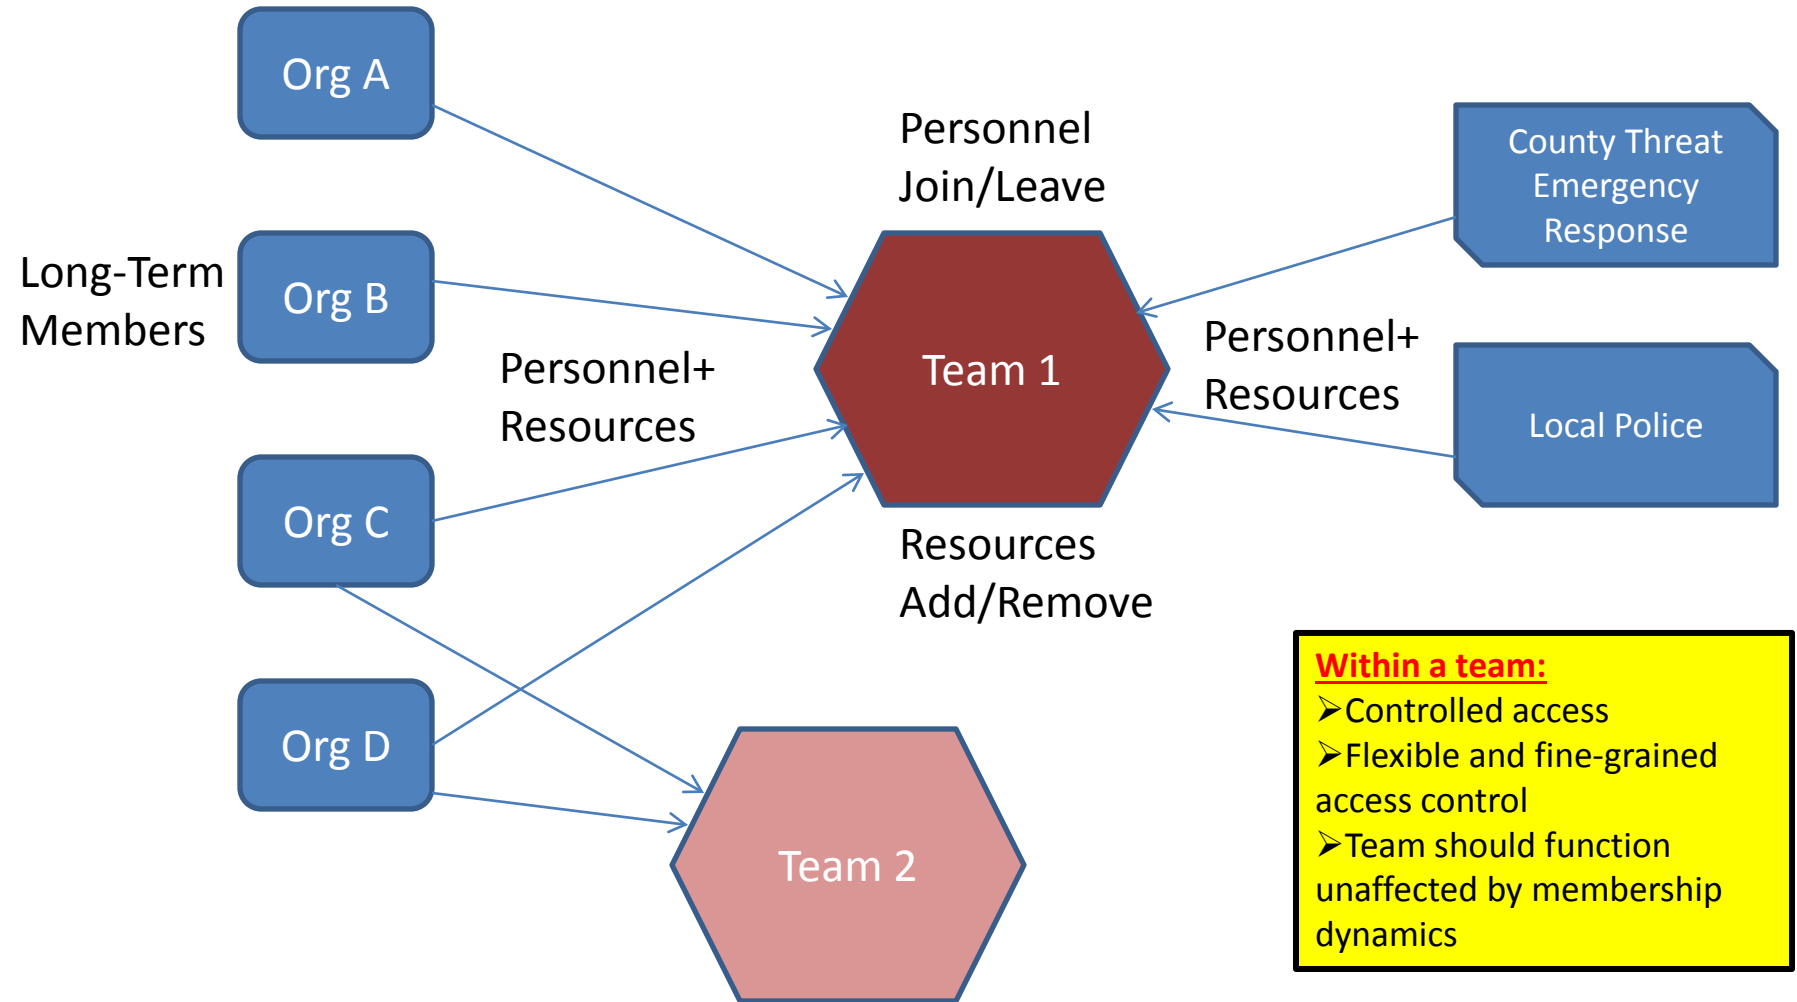 Org A
Personnel
Join/Leave
County Threat
Emergency
Response
Long-Term
Members
Org B
Personnel+
Resources
Team 1
Personnel+
Resources
Local Police
Org C
Resources
Add/Remove
Org D
Team 2
Within a team:
➢Controlled access
➢Flexible and fine-grained
access control
➢Team should function
unaffected by membership
dynamics